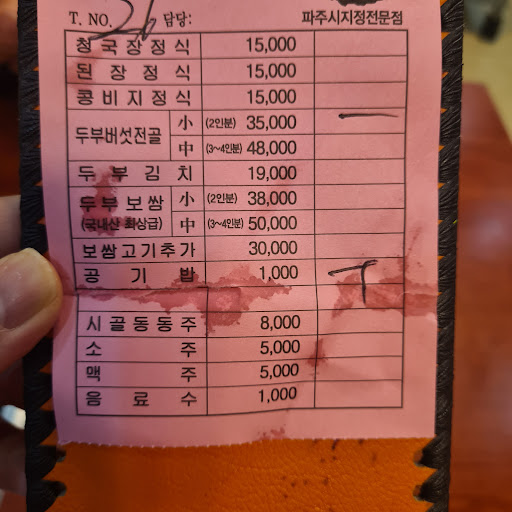 T. NO. 26 담당: 파주시지정전문점
청국장정식 15,000
된장정식 15,000
콩비지정식 15,000
두부버섯전골 小 (2인분) 35,000 一
中 (3~4인분) 48,000
두부김치 19,000
두부보쌈 小 (2인분) 38,000
(국내산 최상급) 中 (3~4인분) 50,000
보쌈고기추가 30,000
공기밥 1,000 T
시골동동주 8,000
소주 5,000
맥주 5,000
음료수 1,000